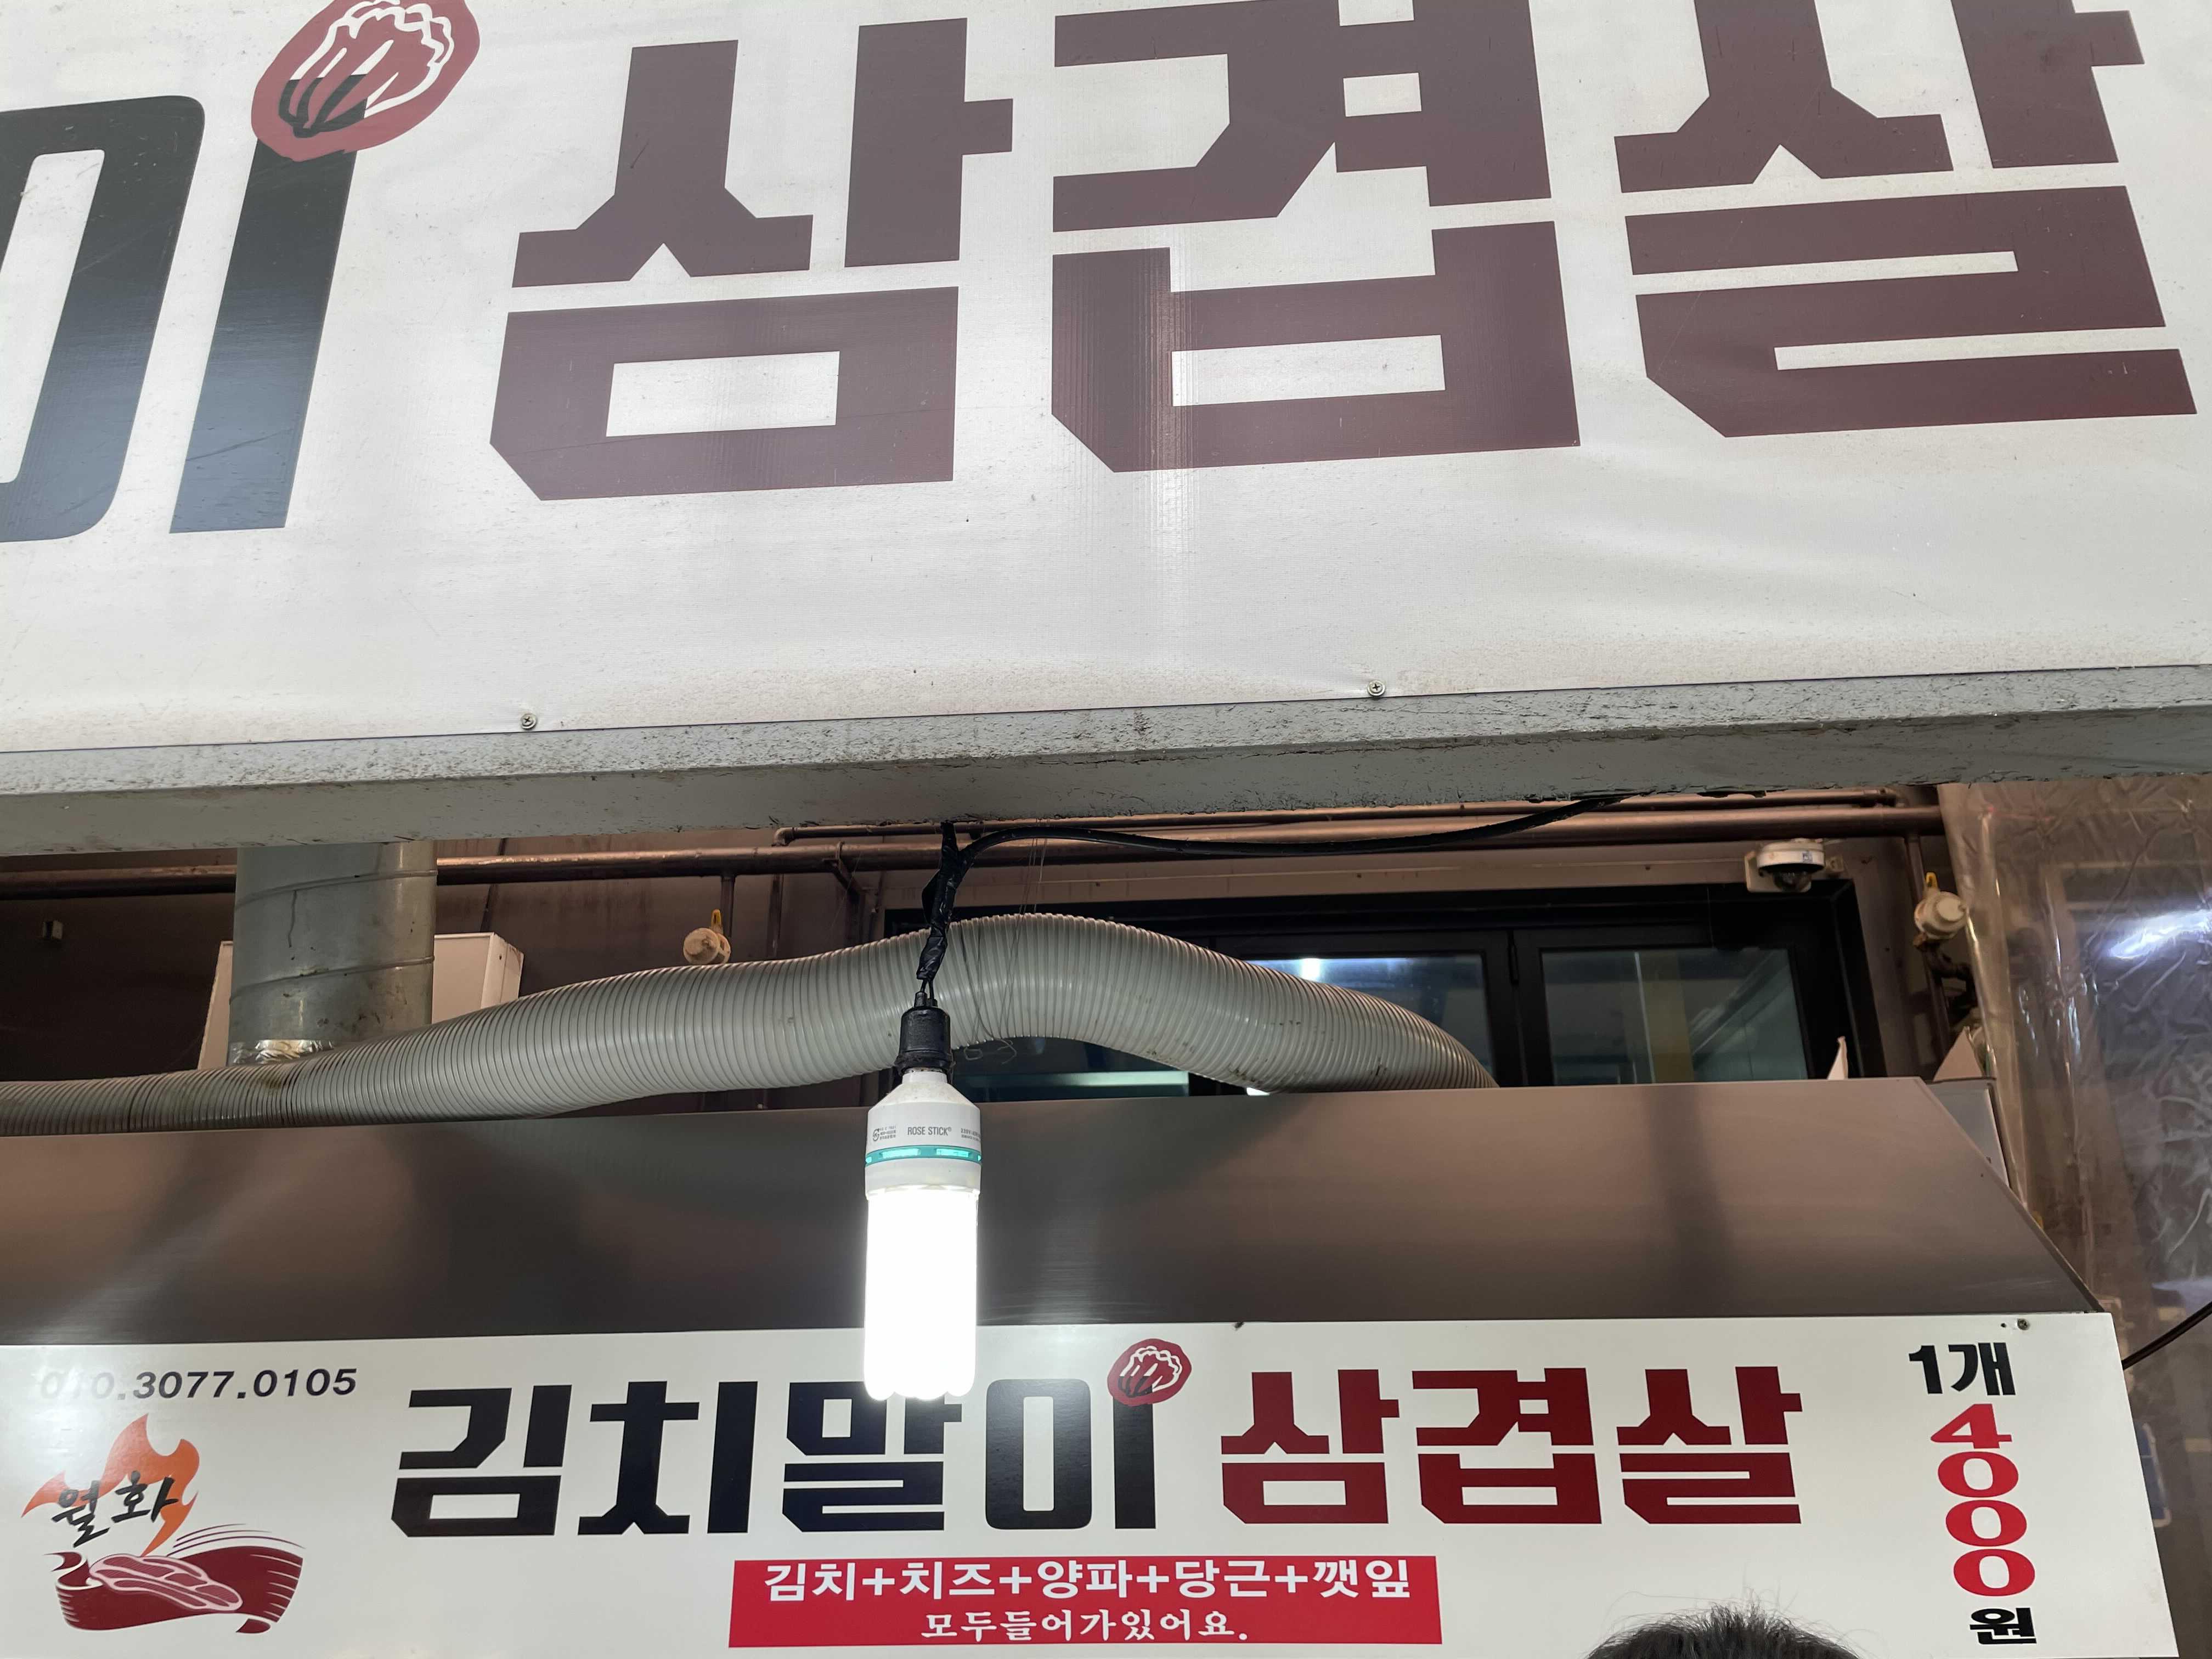 이 삼겹살
ROSE STICK
010.3077.0105
월화
김치말이 삼겹살
1개
4000
원
김치+치즈+양파+당근+깻잎
모두들어가있어요.